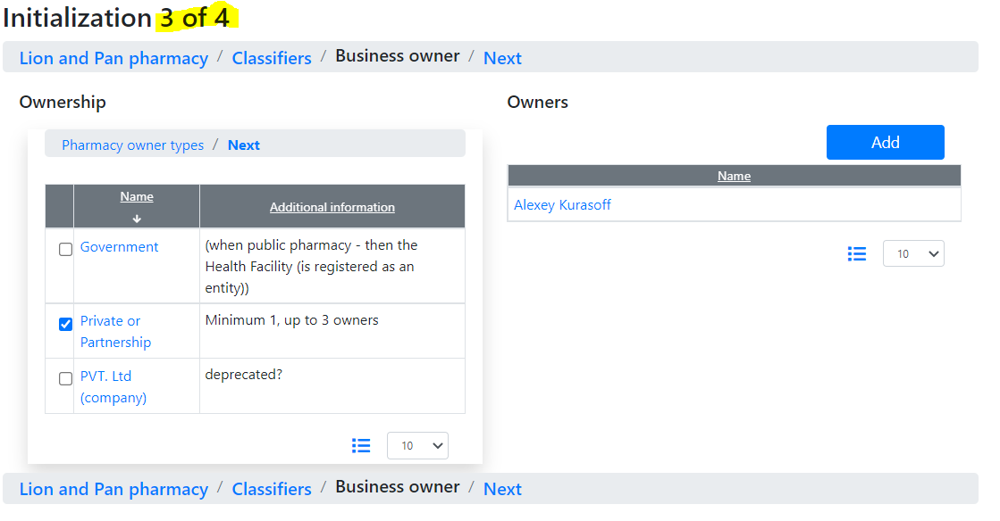 Initialization 3 of 4
Lion and Pan pharmacy / Classifiers / Business owner / Next
Ownership
Pharmacy owner types / Next
Name
Additional information
Government
(when public pharmacy - then the
Health Facility (is registered as an
entity))
Private or
Partnership
Minimum 1, up to 3 owners
PVT. Ltd
(company)
deprecated?
10
Owners
Add
Name
Alexey Kurasoff
10
Lion and Pan pharmacy / Classifiers / Business owner / Next